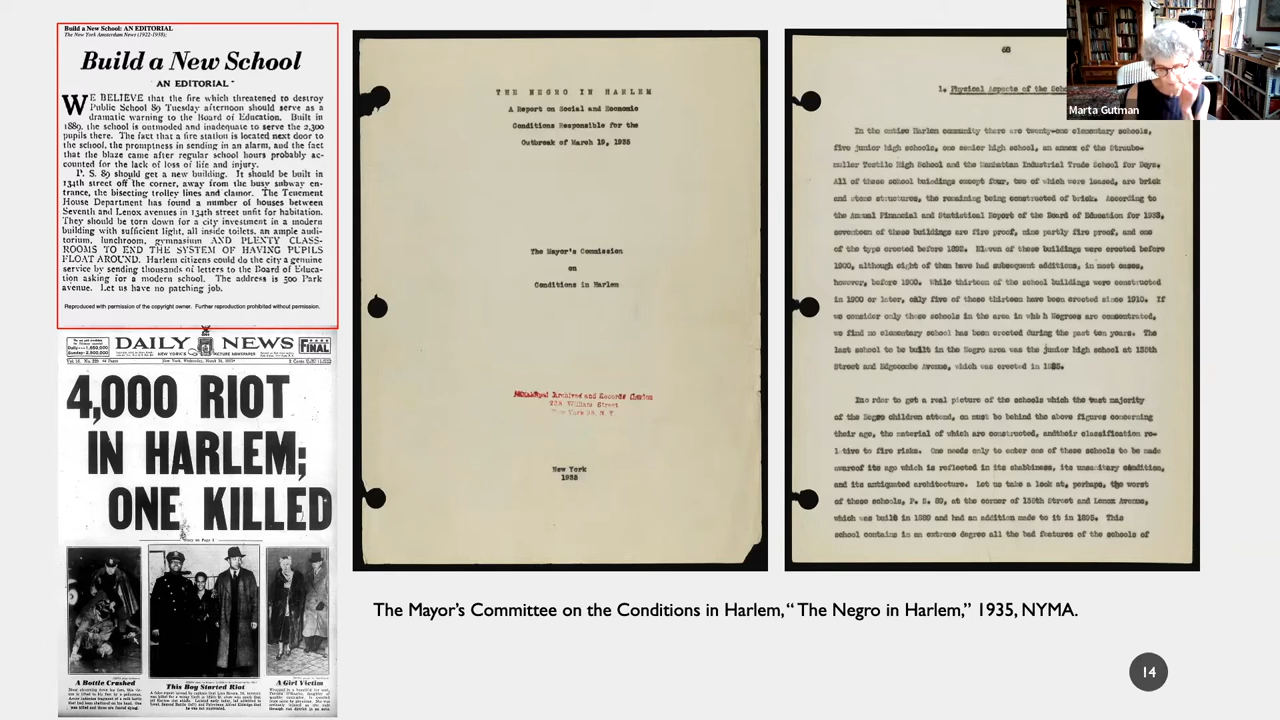 Build a New School: AN EDITORIAL
The New York Amsterdam News (1922-1938);
Build a New School
AN EDITORIAL
WE BELIEVE that the fire which threatened to destroy
Public School 89 Tuesday afternoon should serve as a
dramatic warning to the Board of Education. Built in
1889, the school is outmoded and inadequate to serve the 2,300
pupils there. The fact that a fire station is located next door to
the school, the promptness in sending in an alarm, and the fact
that the blaze came after regular school hours probably ac-
counted for the lack of loss of life and injury.
P. S. 89 should get a new building. It should be built in
134th street off the corner, away from the busy subway en-
trance, the bisecting trolley lines and clamor. The Tenement
House Department has found a number of houses between
Seventh and Lenox avenues in 134th street unfit for habitation.
They should be torn down for a city investment in a modern
building with sufficient light, all inside toilets, an ample audi-
torium, lunchroom, gymnasium AND PLENTY CLASS-
ROOMS TO END THE SYSTEM OF HAVING PUPILS
FLOAT AROUND. Harlem citizens could do the city a genuine
service by sending thousands of letters to the Board of Educa-
tion asking for a modern school. The address is 500 Park
avenue. Let us have no patching job.
Reproduced with permission of the copyright owner. Further reproduction prohibited without permission.
DAILY NEWS
NEW YORK'S PICTURE NEWSPAPER
FINAL
4,000 RIOT
IN HARLEM;
ONE KILLED
A Bottle Crashed
This Boy Started Riot
A Girl Victim
THE NEGRO IN HARLEM
A Report on Social and Economic
Conditions Responsible for the
Outbreak of March 19, 1935
The Mayor's Commission
on
Conditions in Harlem
New York
1935
68
1. Physical Aspects of the
In the entire Harlem community there are twenty-one elementary schools,
five junior high schools, one senior high school, an annex of the Straube-
muller Textile High School and the Manhattan Industrial Trade School for Boys.
All of these school buildings except four, two of which were leased, are brick
and stone structures, the remaining being constructed of brick. According to
the Annual Financial and Statistical Report of the Board of Education for 1933,
seventeen of these buildings are fire proof, nine partly fire proof, and one
of the type erected before 1892. Eleven of these buildings were erected before
1900, although eight of them have had subsequent additions, in most cases,
however, before 1900. While thirteen of the school buildings were constructed
in 1900 or later, only five of these thirteen have been erected since 1910. If
we consider only those schools in the area in which Negroes are concentrated,
we find no elementary school has been erected during the past ten years. The
last school to be built in the Negro area was the junior high school at 135th
Street and Edgecombe Avenue, which was erected in
In order to get a real picture of the schools which the vast majority
of the Negro children attend, on must be behind the above figures concerning
their age, the material of which are constructed, andtheir classification re-
lative to fire risks. One needs only to enter one of these schools to be made
awareof its age which is reflected in its shabbiness, its unsanitary condition,
and its antiquated architecture. Let us take a look at, perhaps, the worst
of these schools, P. S. 89, at the corner of 135th Street and Lenox Avenue,
which was built in 1889 and had an addition made to it in 1895. This
school contains in an extreme degree all the bad features of the schools of
Marta Gutman
The Mayor's Committee on the Conditions in Harlem, "The Negro in Harlem," 1935, NYMA.
14